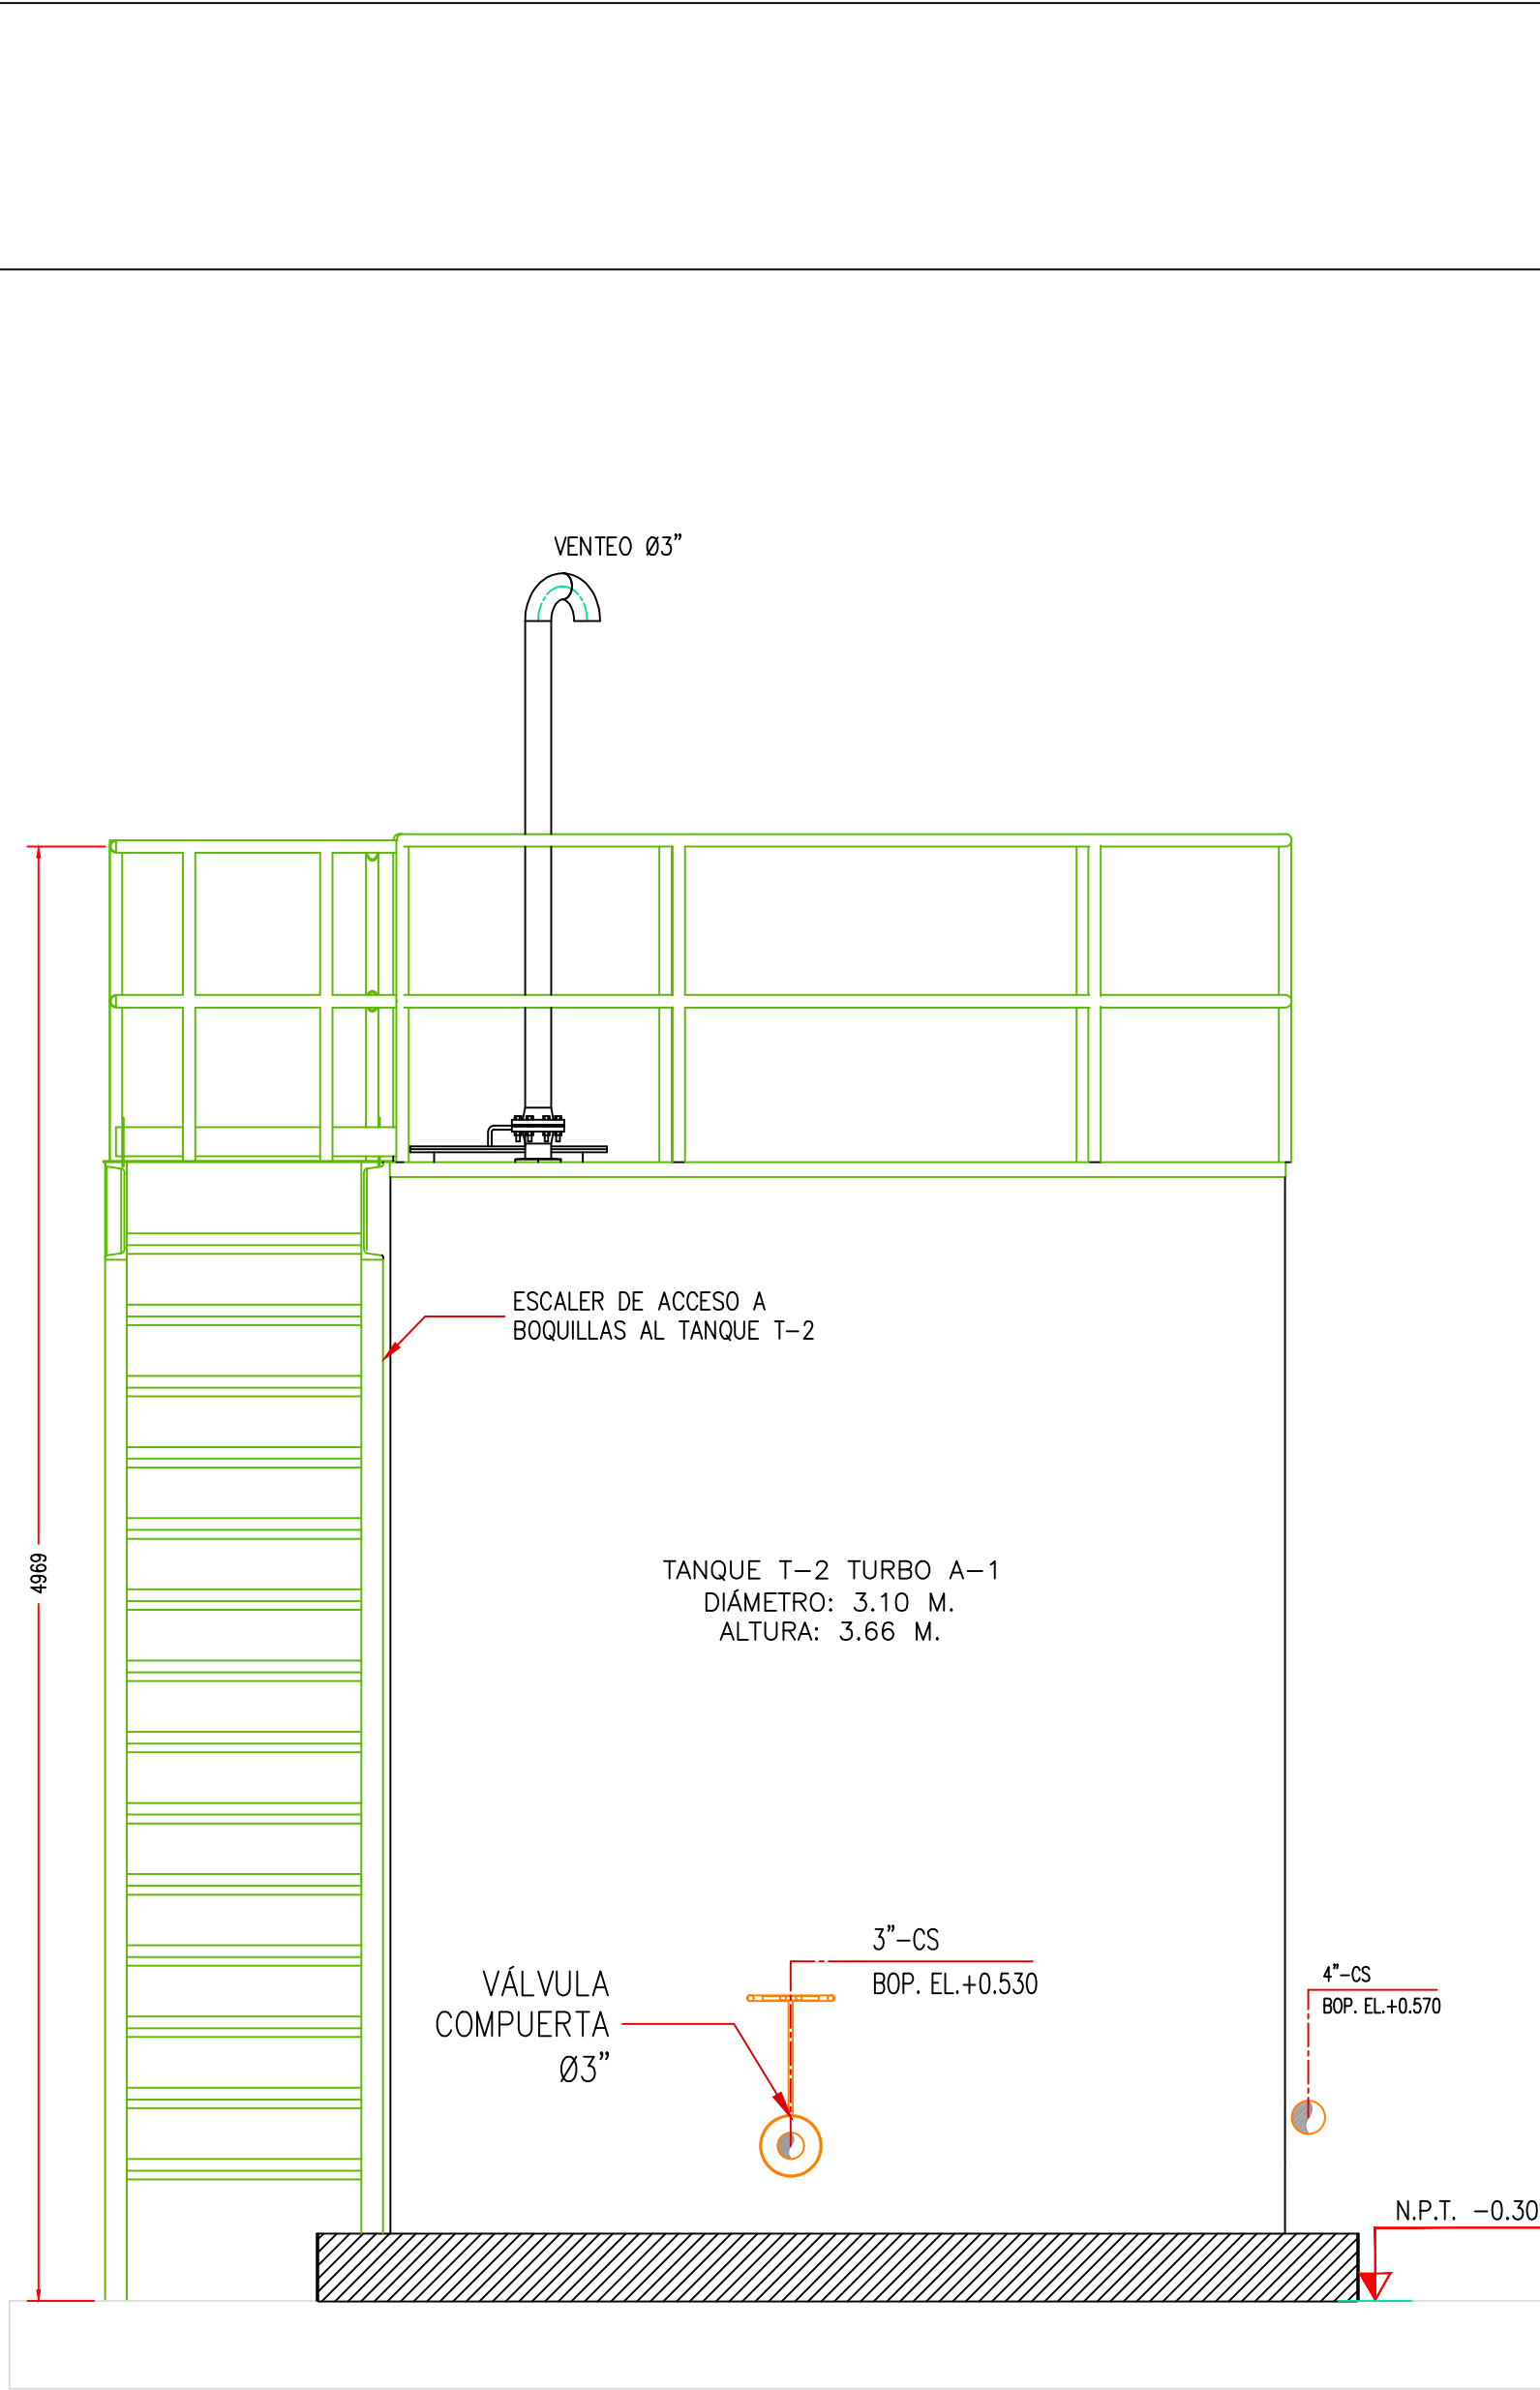 VENTEO Ø3"
ESCALER DE ACCESO A
BOQUILLAS AL TANQUE T-2
4969
TANQUE T-2 TURBO A-1
DIÁMETRO: 3.10 M.
ALTURA: 3.66 M.
3"-CS
BOP. EL.+0.530
VÁLVULA
COMPUERTA
Ø3"
4"-CS
BOP. EL.+0.570
N.P.T. -0.30